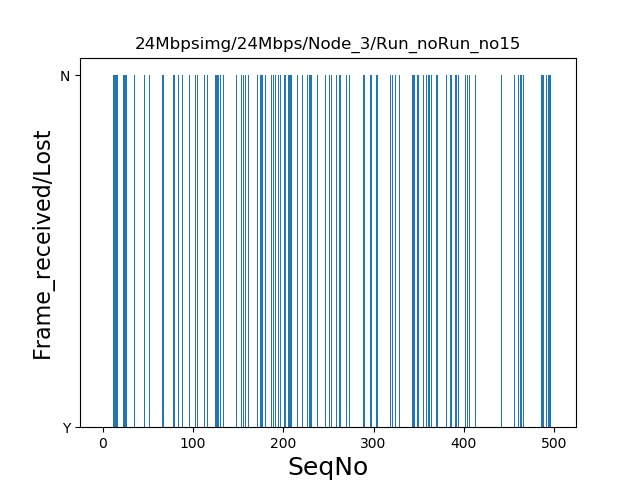 24Mbpsimg/24Mbps/Node_3/Run_noRun_no15
N
Frame_received/Lost
Y
0 100 200 300 400 500
SeqNo